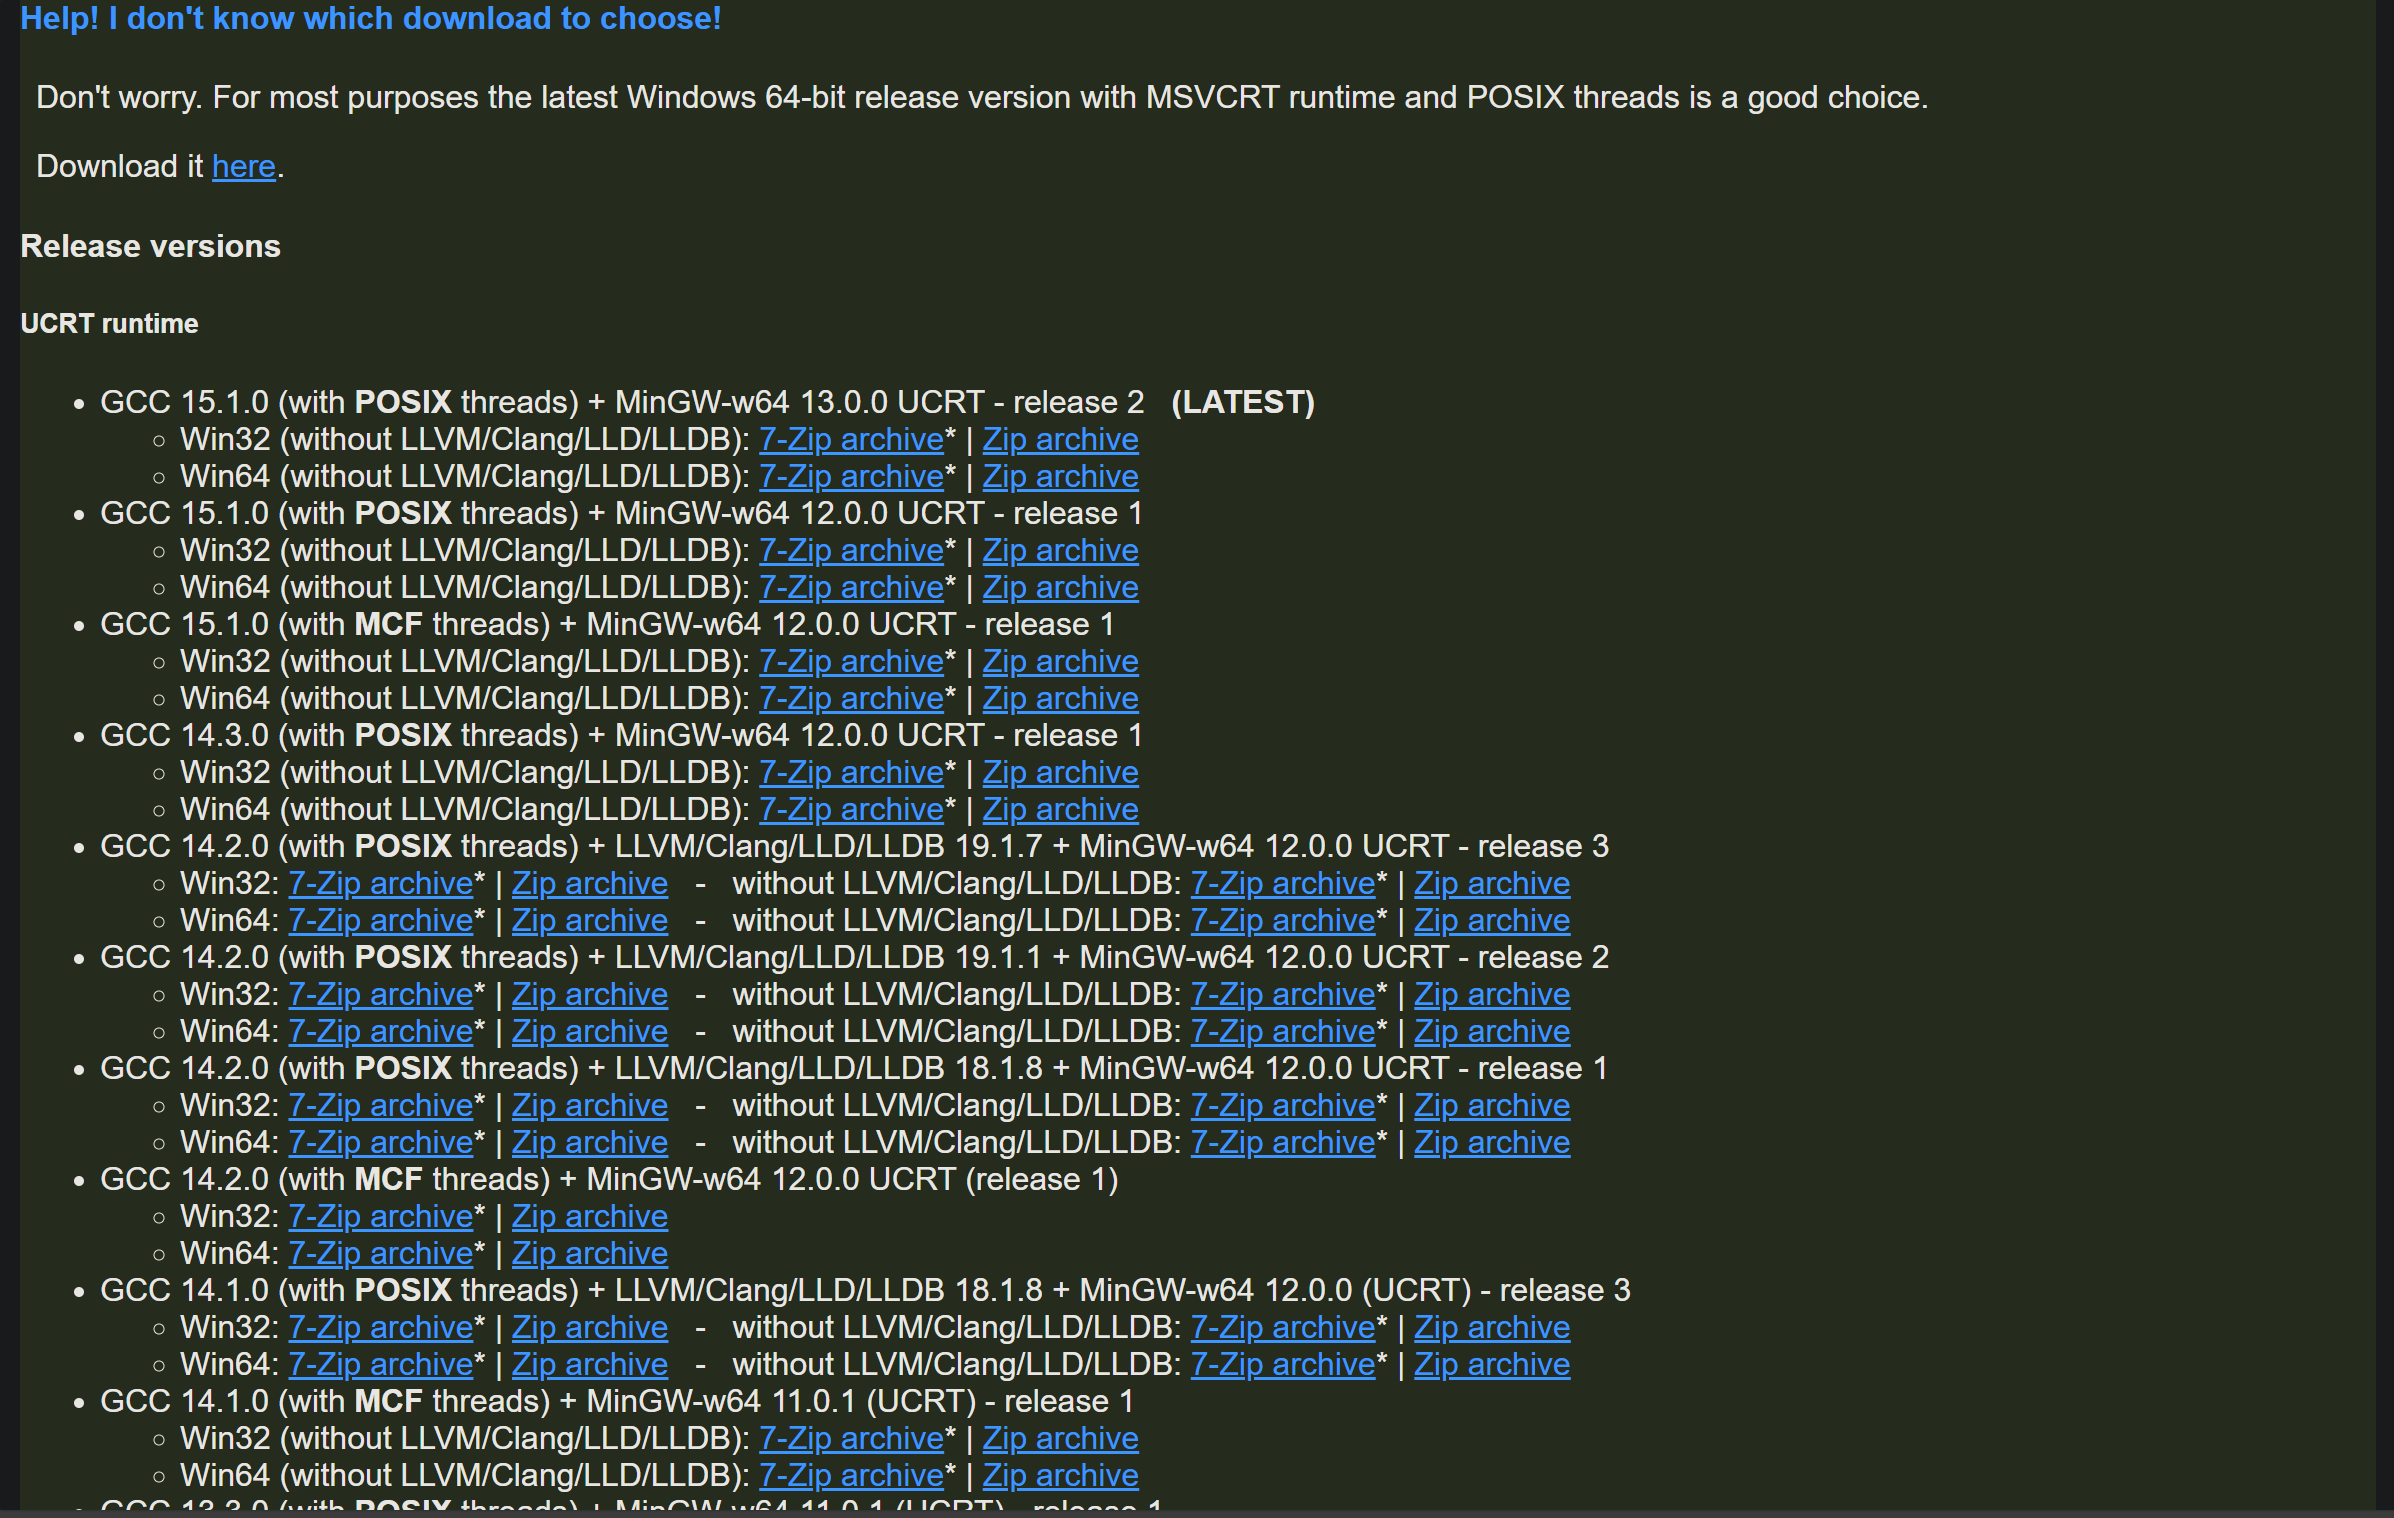 Help! I don't know which download to choose!
Don't worry. For most purposes the latest Windows 64-bit release version with MSVCRT runtime and POSIX threads is a good choice.
Download it here.
Release versions
UCRT runtime
GCC 15.1.0 (with POSIX threads) + MinGW-w64 13.0.0 UCRT - release 2 (LATEST)
Win32 (without LLVM/Clang/LLD/LLDB): 7-Zip archive* | Zip archive
Win64 (without LLVM/Clang/LLD/LLDB): 7-Zip archive* | Zip archive
GCC 15.1.0 (with POSIX threads) + MinGW-w64 12.0.0 UCRT - release 1
Win32 (without LLVM/Clang/LLD/LLDB): 7-Zip archive* | Zip archive
Win64 (without LLVM/Clang/LLD/LLDB): 7-Zip archive* | Zip archive
GCC 15.1.0 (with MCF threads) + MinGW-w64 12.0.0 UCRT - release 1
Win32 (without LLVM/Clang/LLD/LLDB): 7-Zip archive* | Zip archive
Win64 (without LLVM/Clang/LLD/LLDB): 7-Zip archive* | Zip archive
GCC 14.3.0 (with POSIX threads) + MinGW-w64 12.0.0 UCRT - release 1
Win32 (without LLVM/Clang/LLD/LLDB): 7-Zip archive* | Zip archive
Win64 (without LLVM/Clang/LLD/LLDB): 7-Zip archive* | Zip archive
GCC 14.2.0 (with POSIX threads) + LLVM/Clang/LLD/LLDB 19.1.7 + MinGW-w64 12.0.0 UCRT - release 3
Win32: 7-Zip archive* | Zip archive - without LLVM/Clang/LLD/LLDB: 7-Zip archive* | Zip archive
Win64: 7-Zip archive* | Zip archive - without LLVM/Clang/LLD/LLDB: 7-Zip archive* | Zip archive
GCC 14.2.0 (with POSIX threads) + LLVM/Clang/LLD/LLDB 19.1.1 + MinGW-w64 12.0.0 UCRT - release 2
Win32: 7-Zip archive* | Zip archive - without LLVM/Clang/LLD/LLDB: 7-Zip archive* | Zip archive
Win64: 7-Zip archive* | Zip archive - without LLVM/Clang/LLD/LLDB: 7-Zip archive* | Zip archive
GCC 14.2.0 (with POSIX threads) + LLVM/Clang/LLD/LLDB 18.1.8 + MinGW-w64 12.0.0 UCRT - release 1
Win32: 7-Zip archive* | Zip archive - without LLVM/Clang/LLD/LLDB: 7-Zip archive* | Zip archive
Win64: 7-Zip archive* | Zip archive - without LLVM/Clang/LLD/LLDB: 7-Zip archive* | Zip archive
GCC 14.2.0 (with MCF threads) + MinGW-w64 12.0.0 UCRT (release 1)
Win32: 7-Zip archive* | Zip archive
Win64: 7-Zip archive* | Zip archive
GCC 14.1.0 (with POSIX threads) + LLVM/Clang/LLD/LLDB 18.1.8 + MinGW-w64 12.0.0 (UCRT) - release 3
Win32: 7-Zip archive* | Zip archive - without LLVM/Clang/LLD/LLDB: 7-Zip archive* | Zip archive
Win64: 7-Zip archive* | Zip archive - without LLVM/Clang/LLD/LLDB: 7-Zip archive* | Zip archive
GCC 14.1.0 (with MCF threads) + MinGW-w64 11.0.1 (UCRT) - release 1
Win32 (without LLVM/Clang/LLD/LLDB): 7-Zip archive* | Zip archive
Win64 (without LLVM/Clang/LLD/LLDB): 7-Zip archive* | Zip archive
GCC 13.3.0 (with POSIX threads) + MinGW-w64 11.0.1 (UCRT) - release 1